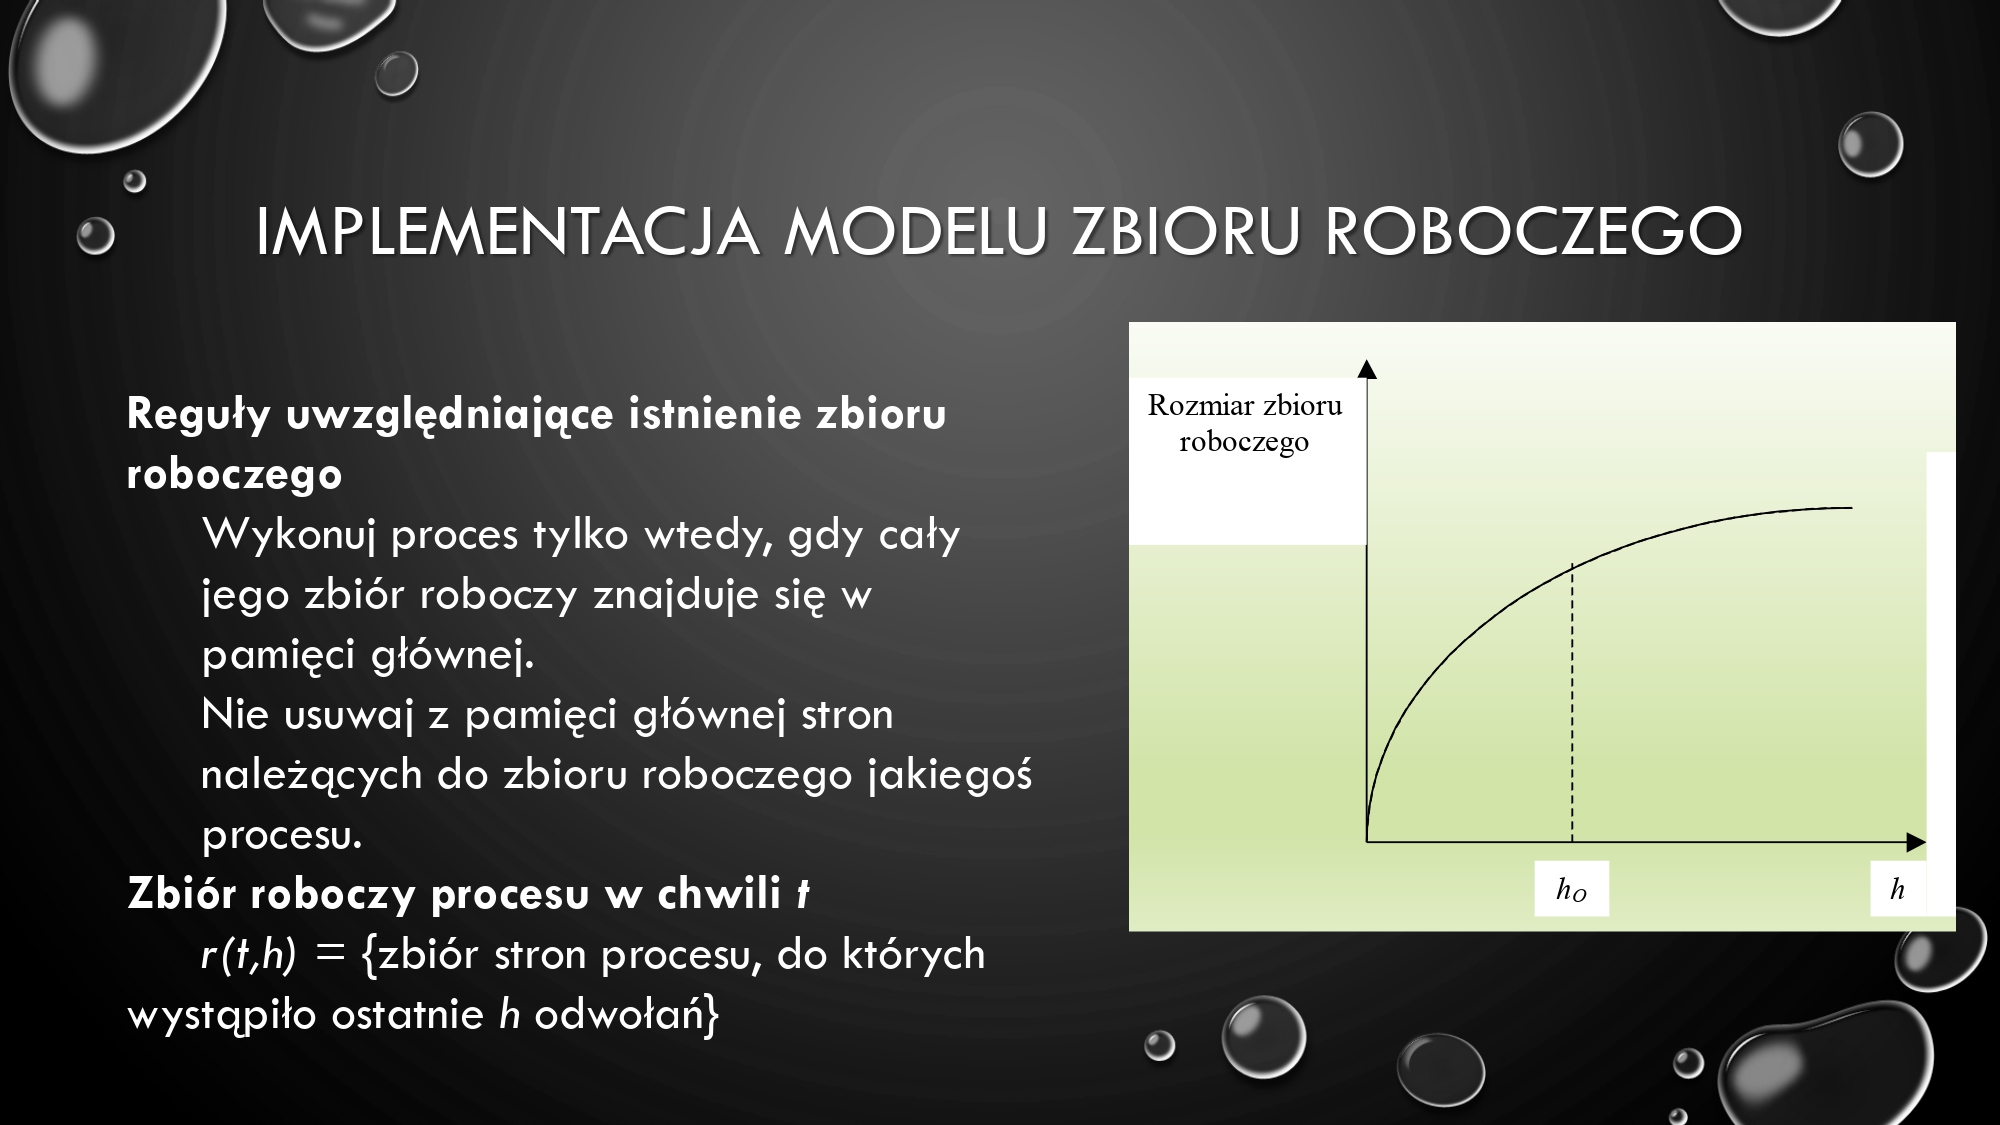 IMPLEMENTACJA MODELU ZBIORU ROBOCZEGO
Reguły uwzględniające istnienie zbioru
roboczego
Wykonuj proces tylko wtedy, gdy cały
jego zbiór roboczy znajduje się w
pamięci głównej.
Nie usuwaj z pamięci głównej stron
należących do zbioru roboczego jakiegoś
procesu.
Zbiór roboczy procesu w chwili t
r(t,h) = {zbiór stron procesu, do których
wystąpiło ostatnie h odwołań}
Rozmiar zbioru
roboczego
hO
h